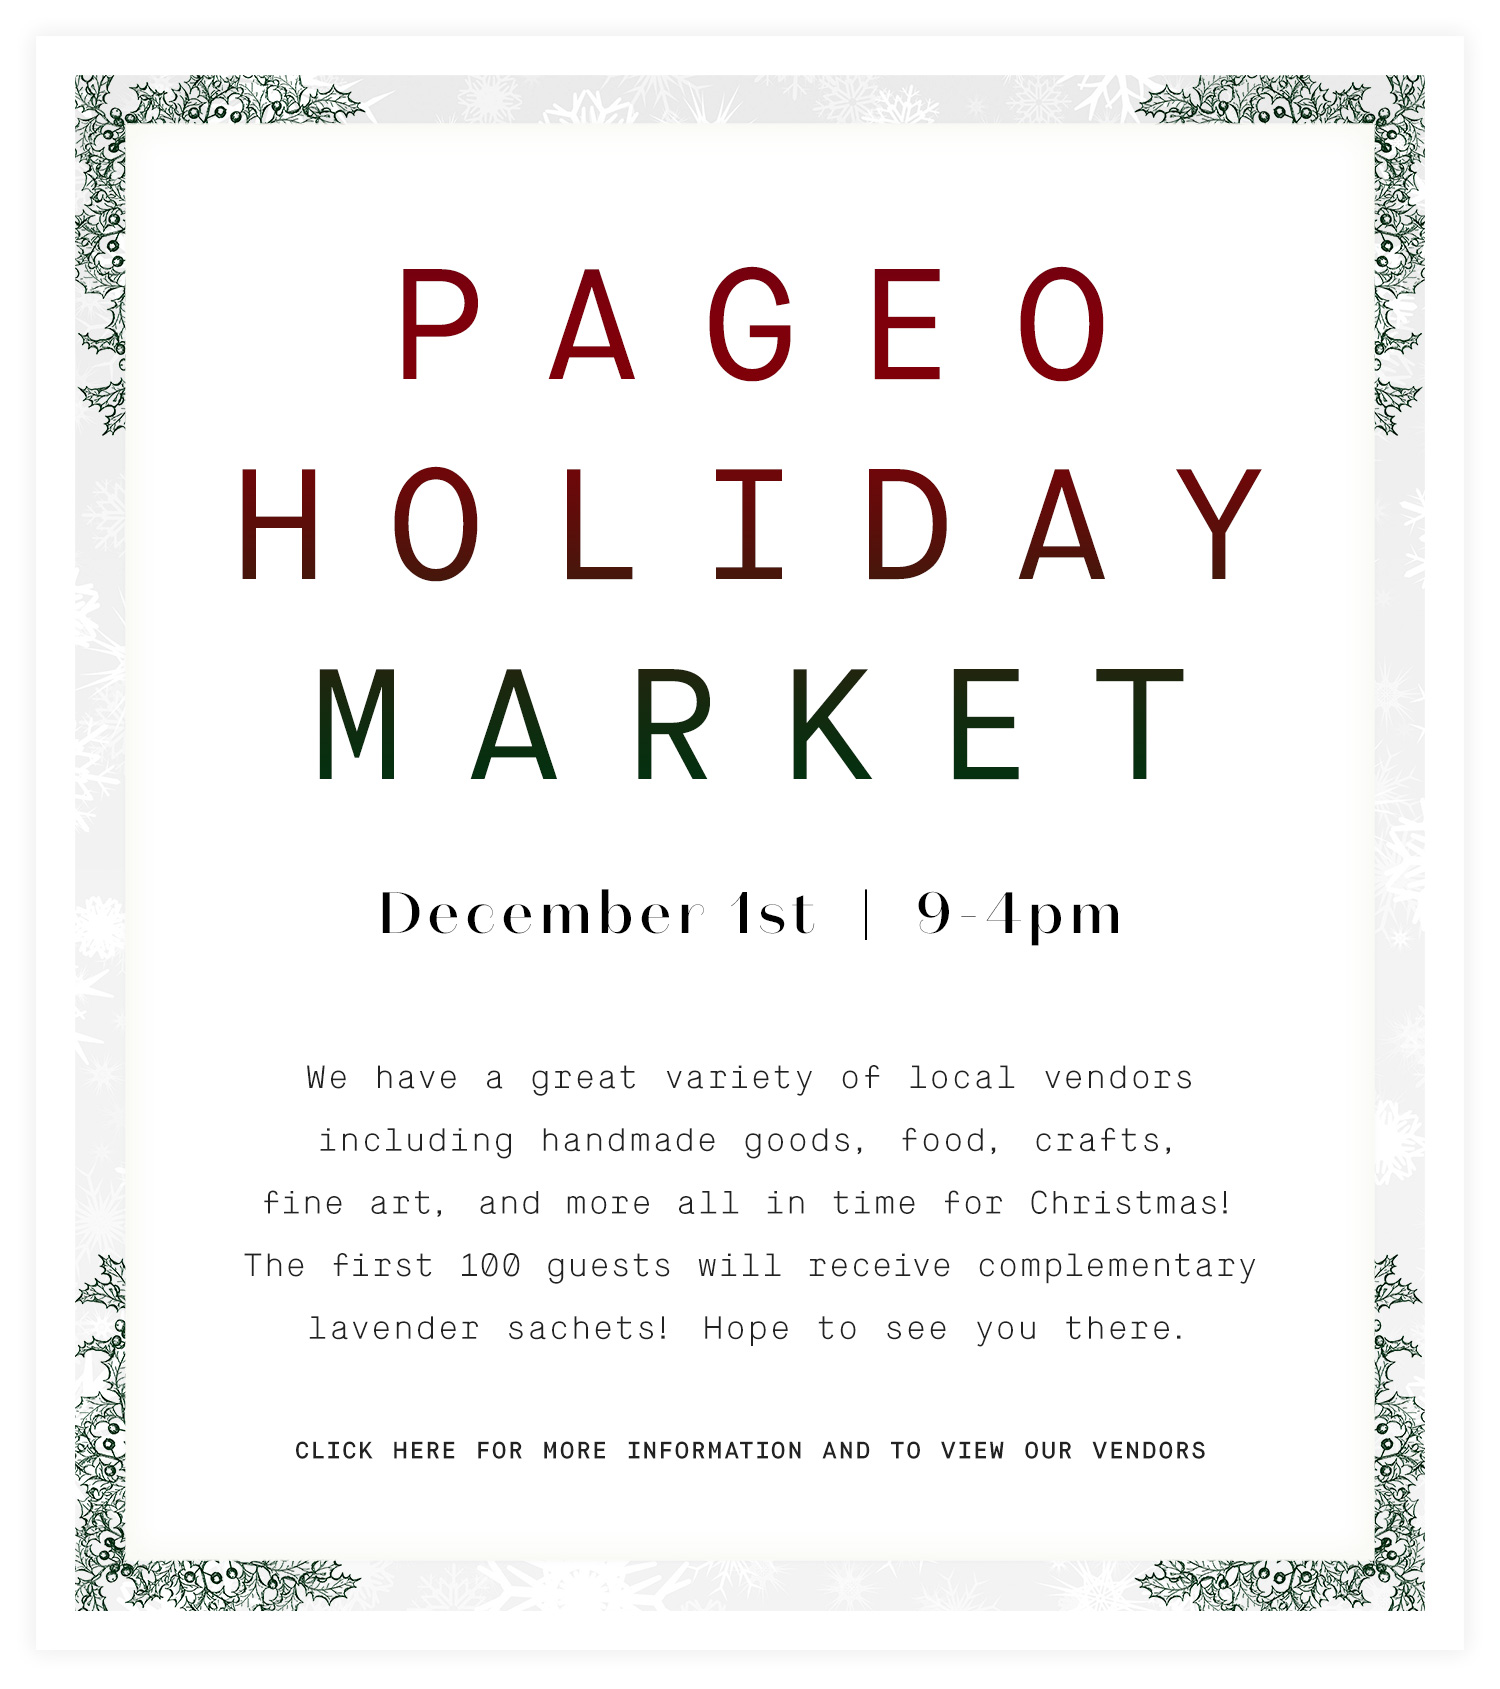 PAGEO
HOLIDAY
MARKET
December 1st | 9-4pm
We have a great variety of local vendors
including handmade goods, food, crafts,
fine art, and more all in time for Christmas!
The first 100 guests will receive complementary
lavender sachets! Hope to see you there.
CLICK HERE FOR MORE INFORMATION AND TO VIEW OUR VENDORS